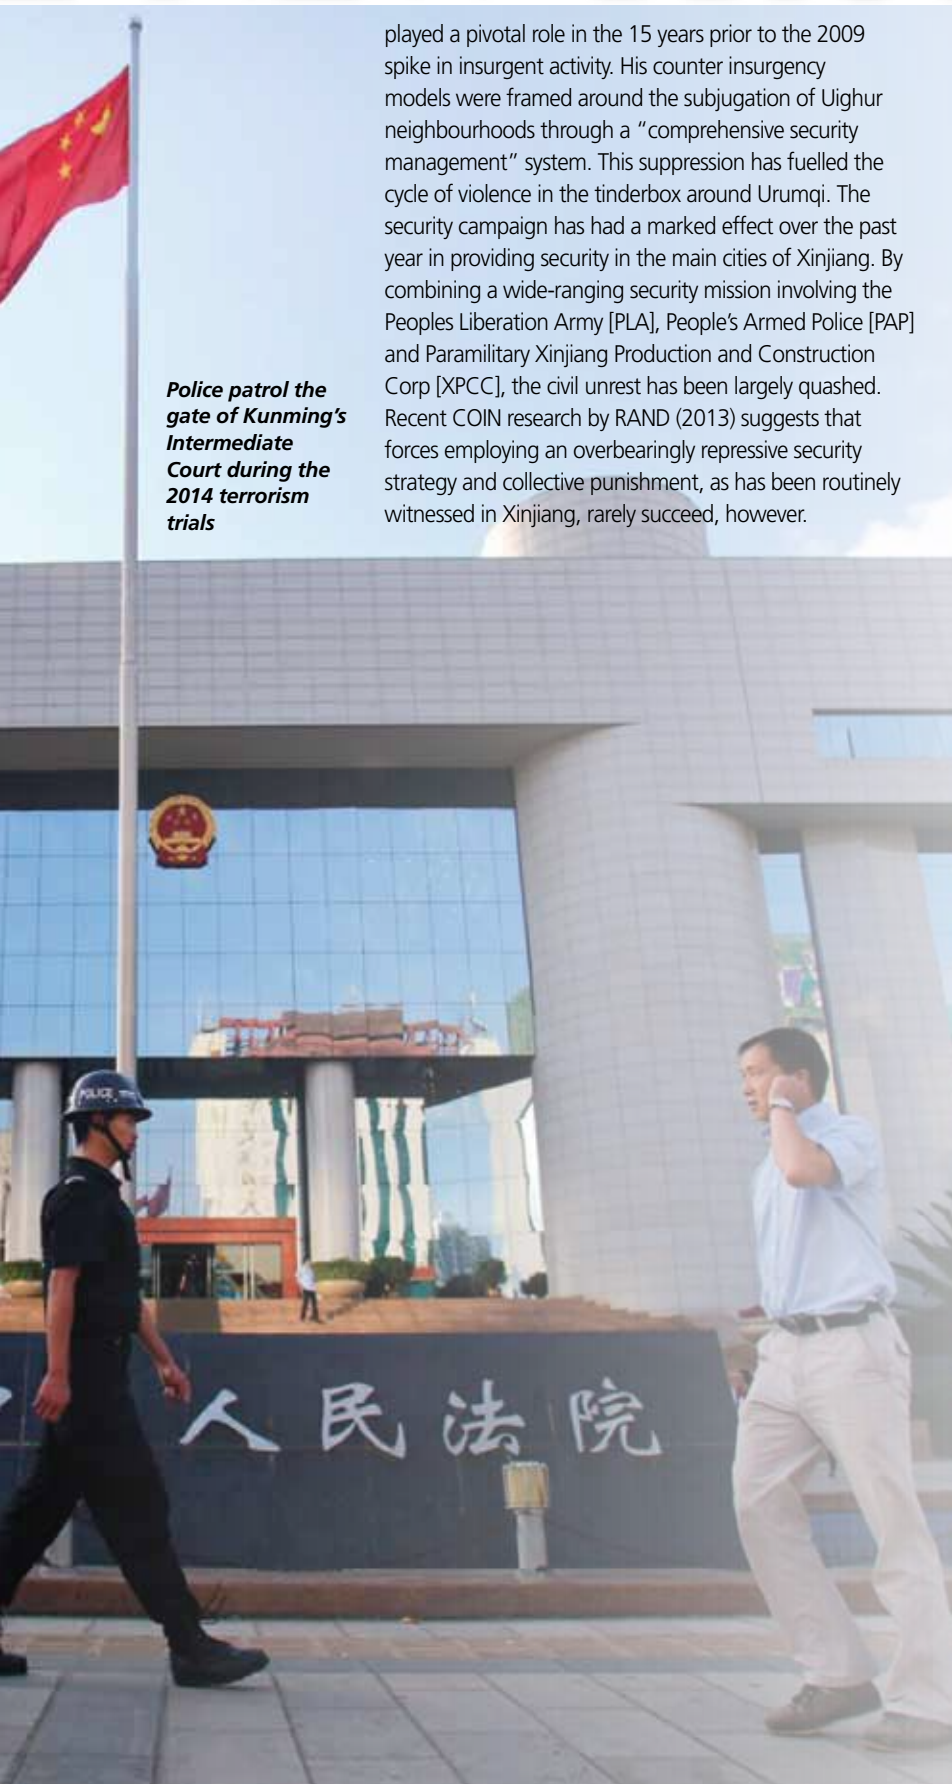 played a pivotal role in the 15 years prior to the 2009
spike in insurgent activity. His counter insurgency
models were framed around the subjugation of Uighur
neighbourhoods through a “comprehensive security
management” system. This suppression has fuelled the
cycle of violence in the tinderbox around Urumqi. The
security campaign has had a marked effect over the past
year in providing security in the main cities of Xinjiang. By
combining a wide-ranging security mission involving the
Peoples Liberation Army [PLA], People’s Armed Police [PAP]
and Paramilitary Xinjiang Production and Construction
Corp [XPCC], the civil unrest has been largely quashed.
Recent COIN research by RAND (2013) suggests that
forces employing an overbearingly repressive security
strategy and collective punishment, as has been routinely
witnessed in Xinjiang, rarely succeed, however.
Police patrol the
gate of Kunming’s
Intermediate
Court during the
2014 terrorism
trials
POLICE
人民法院